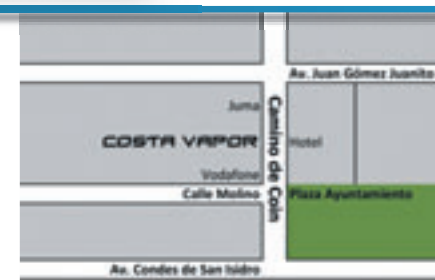 Av. Juan Gómez Juanito
Juma
COSTA VAPOR
Hotel
Vodafone
Camino de Coin
Calle Molino
Plaza Ayuntamiento
Av. Condes de San Isidro